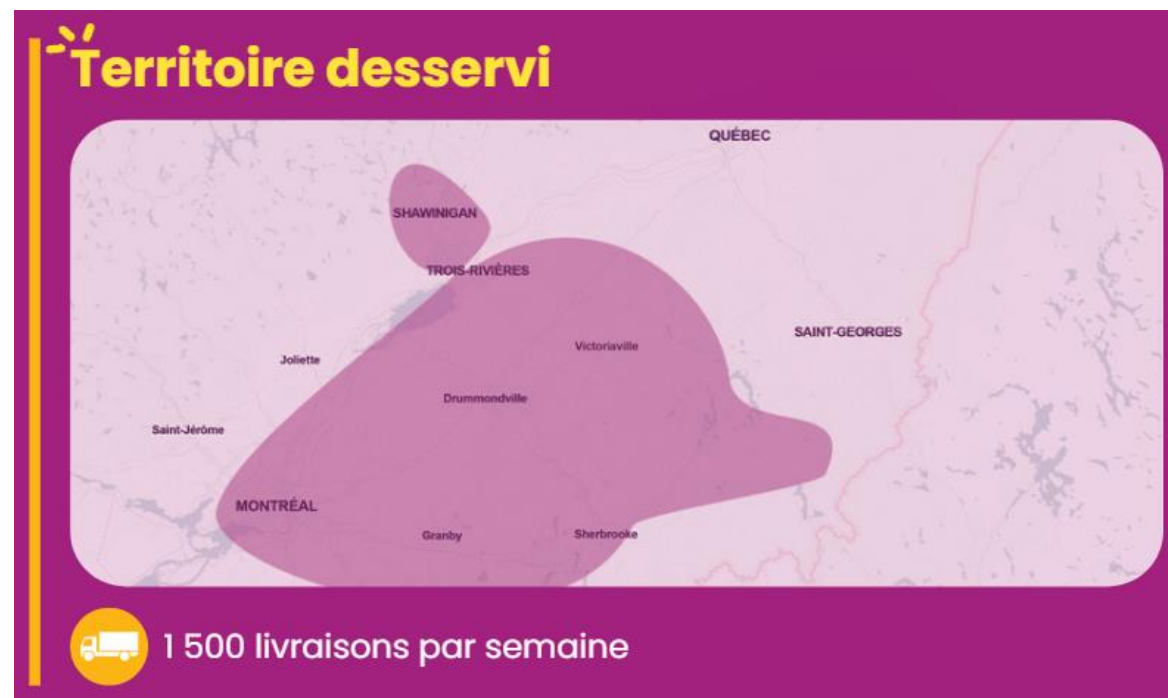 Territoire desservi
QUÉBEC
SHAWINIGAN
TROIS-RIVIÈRES
SAINT-GEORGES
Victoriaville
Joliette
Drummondville
Saint-Jérôme
MONTRÉAL
Granby
Sherbrooke
1 500 livraisons par semaine